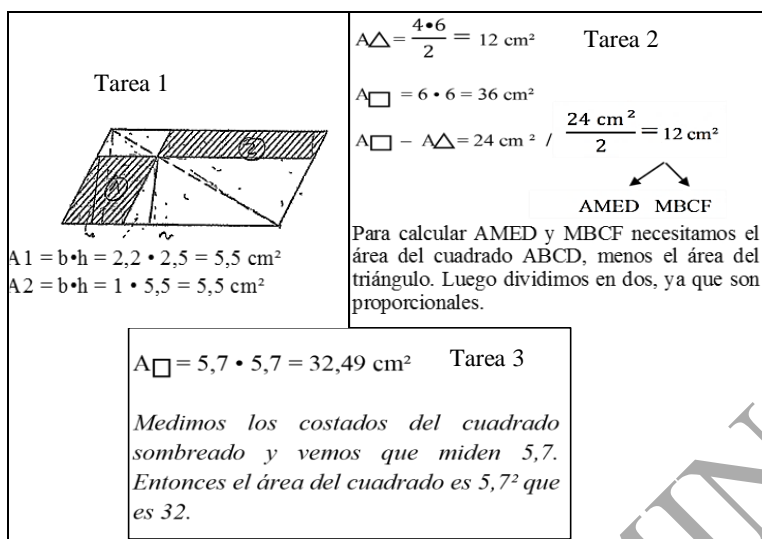 Tarea 1
A1 = b•h = 2,2 • 2,5 = 5,5 cm²
A2 = b•h = 1 • 5,5 = 5,5 cm²
Tarea 2
A△ = 4•6 / 2 = 12 cm²
A□ = 6 • 6 = 36 cm²
A□ − A△ = 24 cm² / 24 cm² / 2 = 12 cm²
AMED MBCF
Para calcular AMED y MBCF necesitamos el
área del cuadrado ABCD, menos el área del
triángulo. Luego dividimos en dos, ya que son
proporcionales.
A□ = 5,7 • 5,7 = 32,49 cm² Tarea 3
Medimos los costados del cuadrado
sombreado y vemos que miden 5,7.
Entonces el área del cuadrado es 5,7² que
es 32.